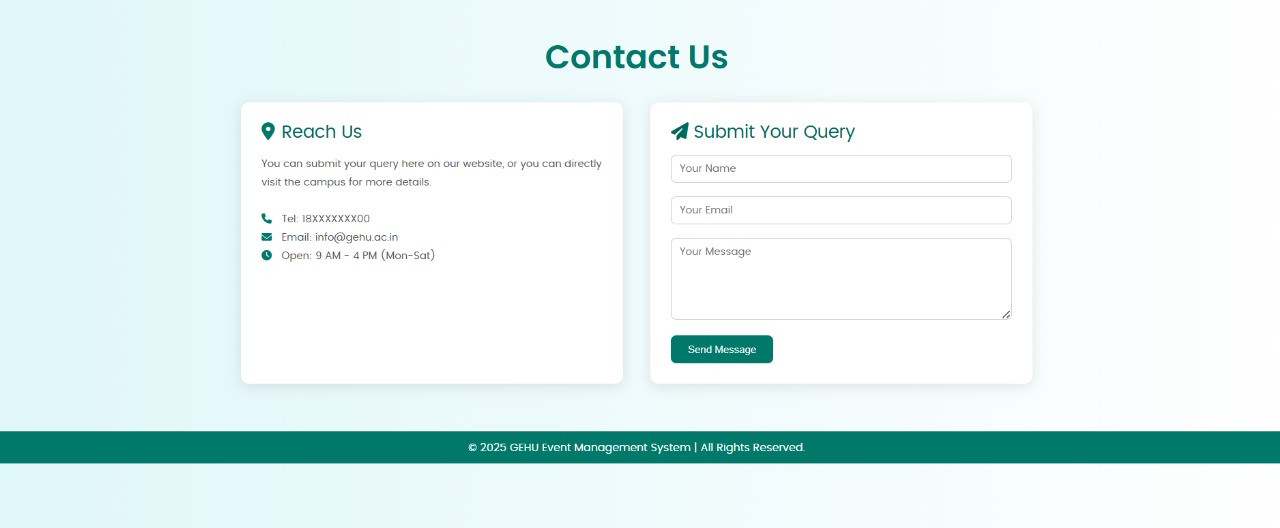 Contact Us
Reach Us
You can submit your query here on our website, or you can directly
visit the campus for more details.
Tel: 18XXXXXXX00
Email: info@gehu.ac.in
Open: 9 AM - 4 PM (Mon-Sat)
Submit Your Query
Your Name
Your Email
Your Message
Send Message
© 2025 GEHU Event Management System | All Rights Reserved.